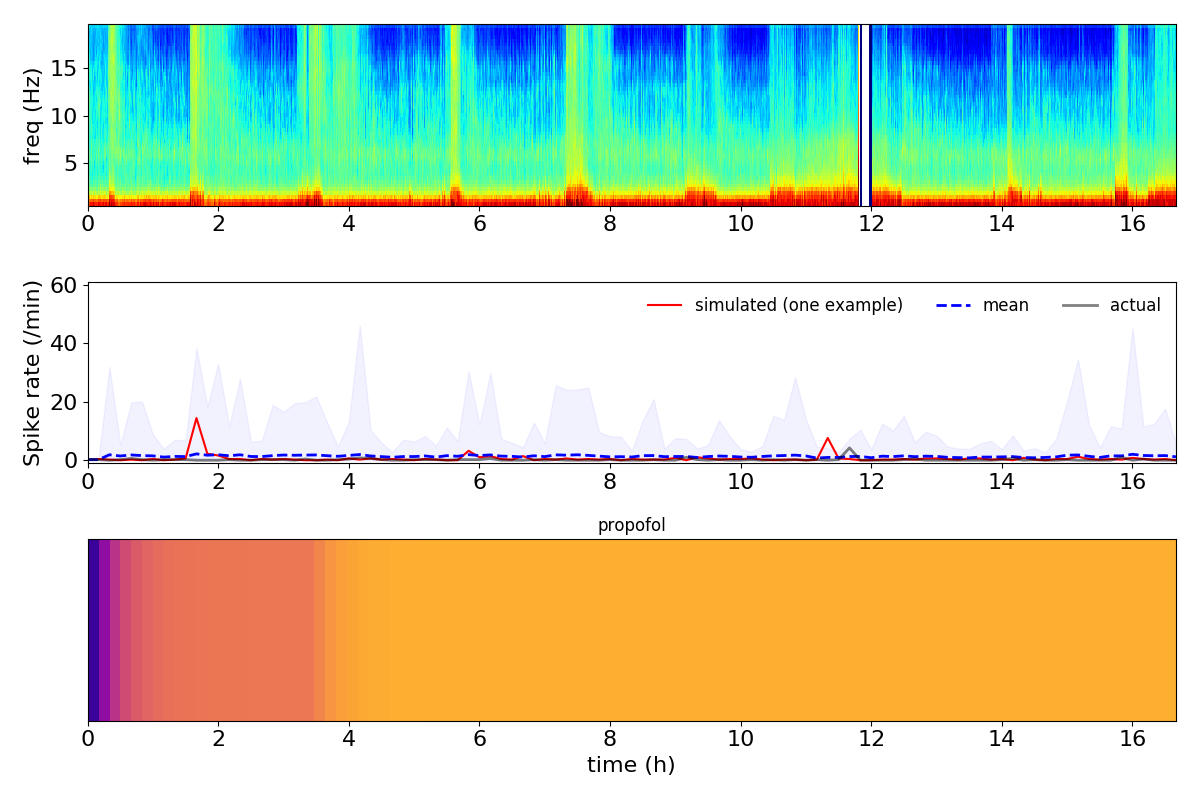 freq (Hz)
15
10
5
0 2 4 6 8 10 12 14 16
Spike rate (/min)
60
40
20
0
simulated (one example) mean actual
0 2 4 6 8 10 12 14 16
propofol
0 2 4 6 8 10 12 14 16
time (h)